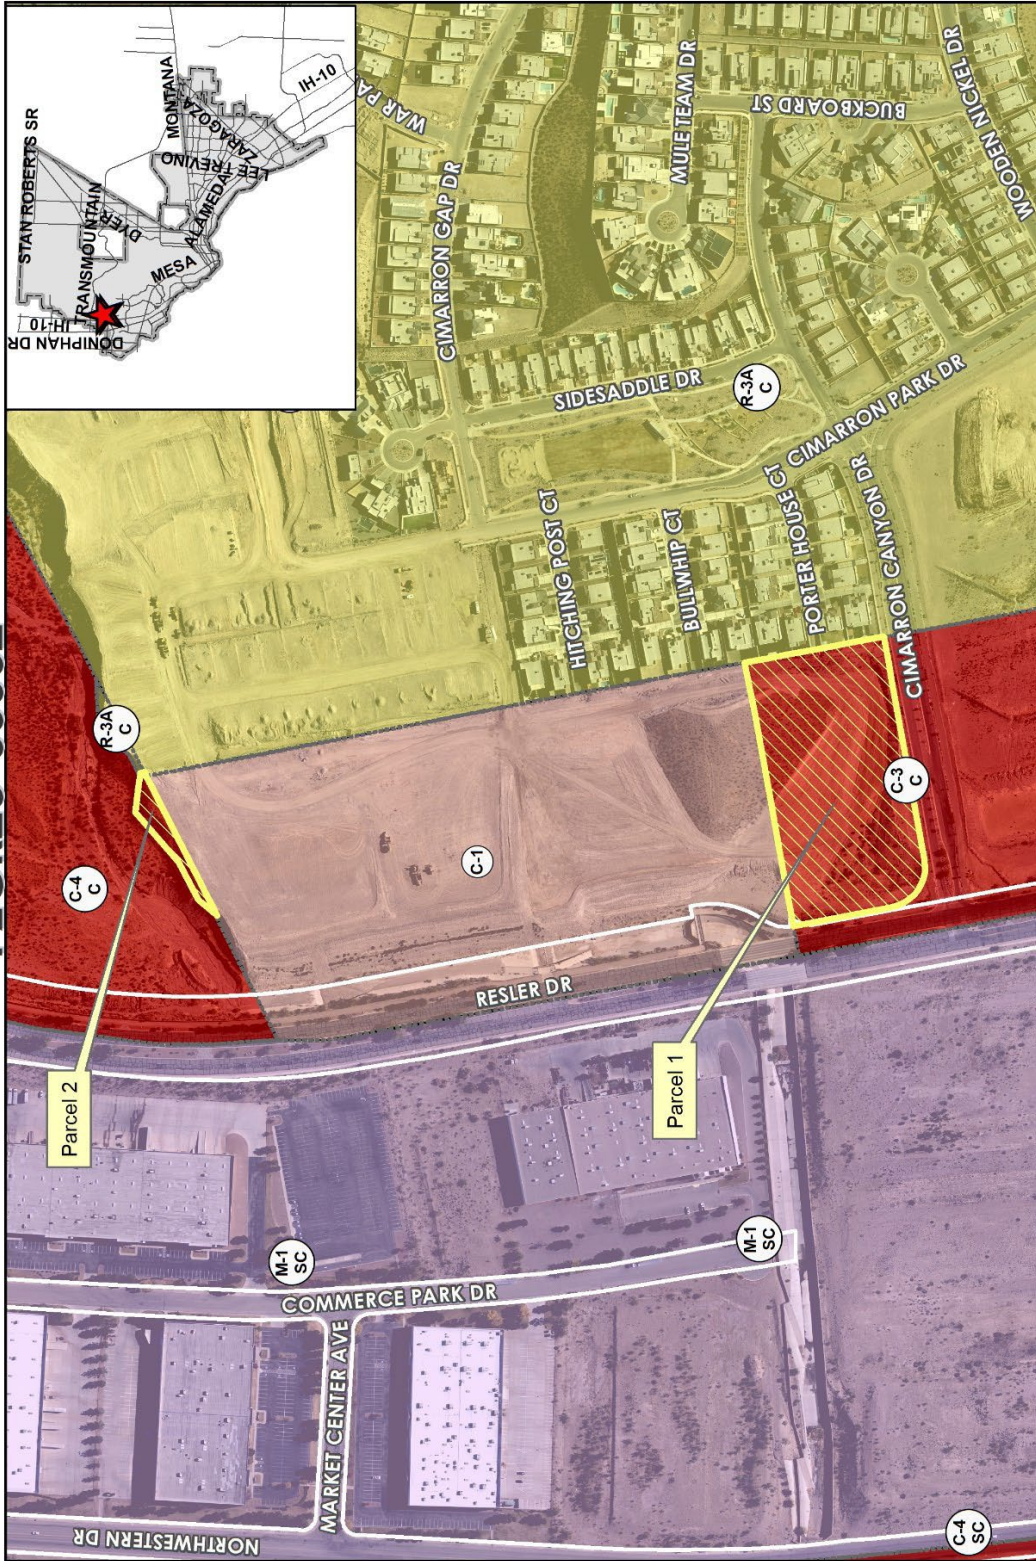 STAN ROBERTS SR
TRANSMOUNTAIN
DYER
MONTANA
IH-10
DONIPHAN DR
MESA
ALAMEDA
LEE TREVINO
ZARAGOZA
IH-10
WAR PA
CIMARRON GAP DR
MULE TEAM DR
BUCKBOARD ST
WOODEN NICKEL DR
SIDESADDLE DR
R-3A
C
CIMARRON PARK DR
HITCHING POST CT
BULLWHIP CT
PORTER HOUSE CT
CIMARRON CANYON DR
R-3A
C
C-4
C
C-1
C-3
C
RESLER DR
Parcel 2
Parcel 1
M-1
SC
M-1
SC
COMMERCE PARK DR
MARKET CENTER AVE
NORTHWESTERN DR
C-4
SC